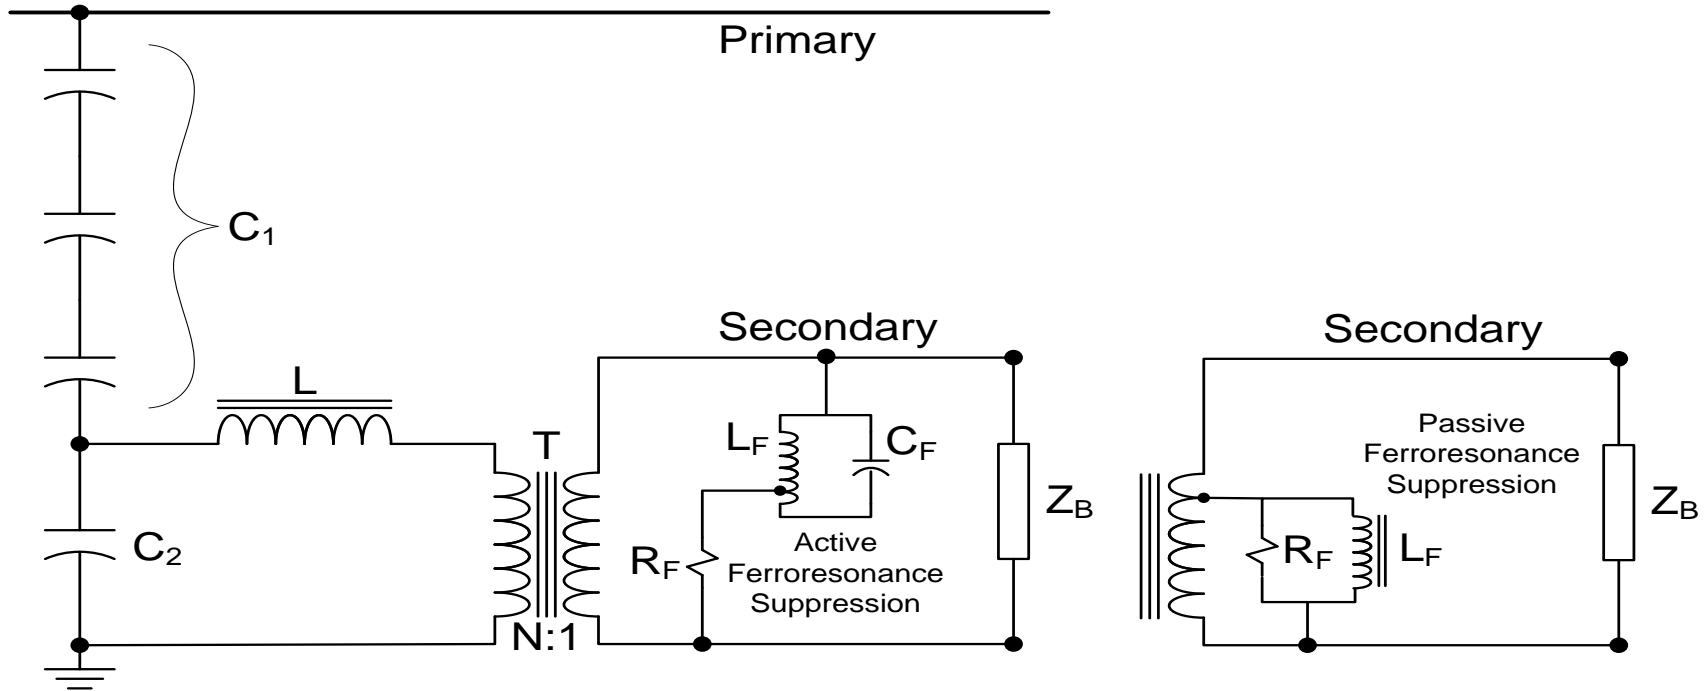 Primary
C1
Secondary
Secondary
L
T
LF
CF
ZB
C2
RF
Active
Ferroresonance
Suppression
N:1
Passive
Ferroresonance
Suppression
RF
LF
ZB